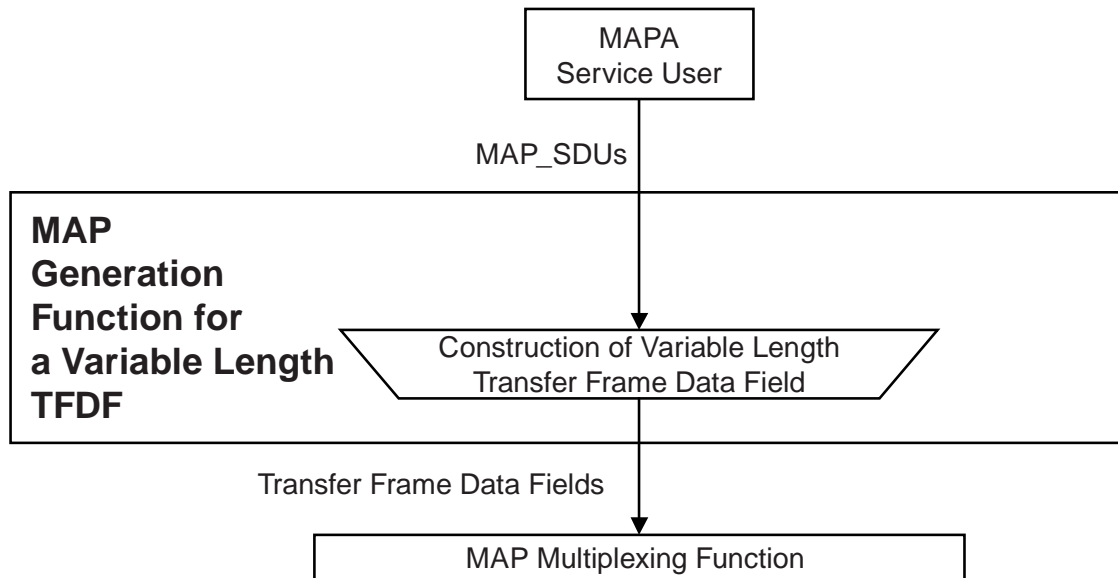 MAPA
Service User
MAP_SDUs
MAP
Generation
Function for
a Variable Length
TFDF
Construction of Variable Length
Transfer Frame Data Field
Transfer Frame Data Fields
MAP Multiplexing Function